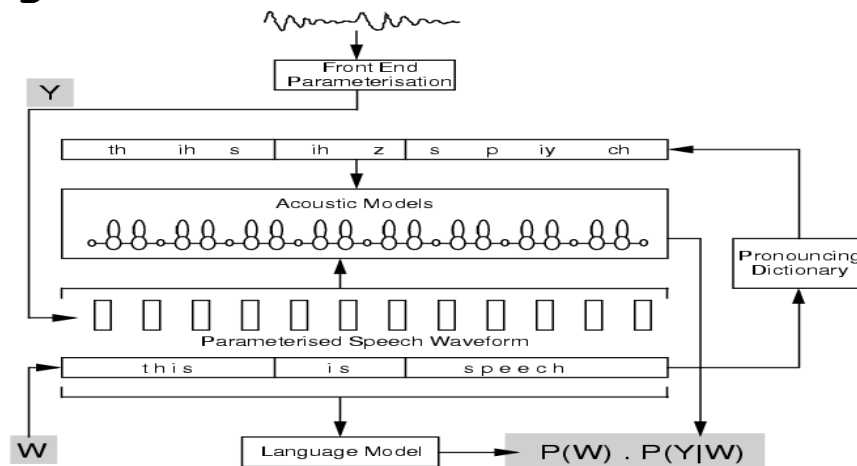 Front End
Parameterisation
Y
th ih s ih z s p iy ch
Acoustic Models
Pronouncing
Dictionary
Parameterised Speech Waveform
this is speech
W
Language Model
P(W) . P(Y|W)